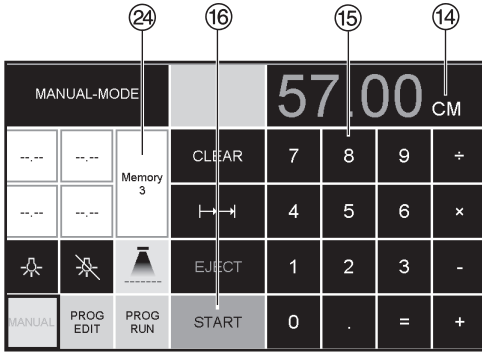 24 16 15 14
MANUAL-MODE 57.00 CM
--.-- --.-- Memory 3 CLEAR 7 8 9 ÷
--.-- --.-- 4 5 6 ×
EJECT 1 2 3 -
MANUAL PROG EDIT PROG RUN START 0 . = +